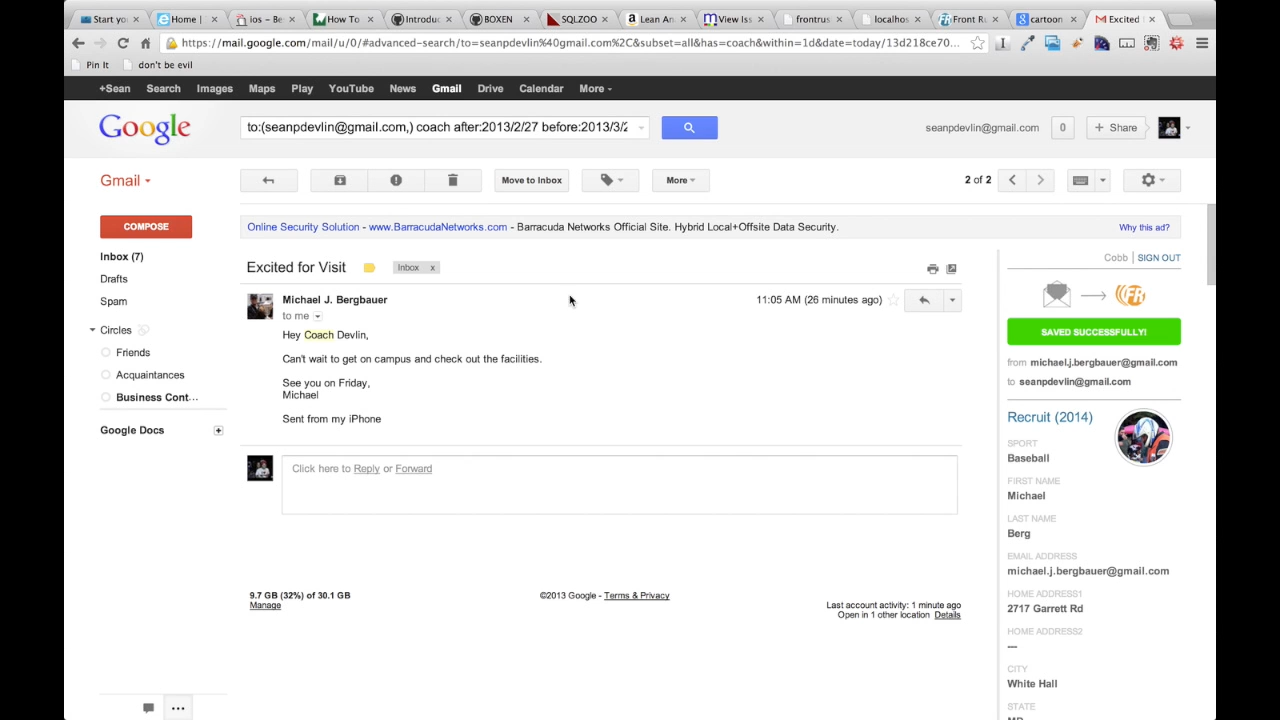 Start you
Home |
ios – Be
How To
Introduc
BOXEN
SQLZOO
Lean An
View Iss
frontrus
localhos
Front Ru
cartoon
Excited
https://mail.google.com/mail/u/0/#advanced-search/to=seanpdevlin%40gmail.com%2C&subset=all&has=coach&within=1d&date=today/13d218ce70...
Pin It don't be evil
+Sean Search Images Maps Play YouTube News Gmail Drive Calendar More
Google to:(seanpdevlin@gmail.com,) coach after:2013/2/27 before:2013/3/2 seanpdevlin@gmail.com 0 + Share
Gmail Move to Inbox More 2 of 2
COMPOSE
Inbox (7)
Drafts
Spam
Circles
Friends
Acquaintances
Business Cont...
Google Docs
Online Security Solution - www.BarracudaNetworks.com - Barracuda Networks Official Site. Hybrid Local+Offsite Data Security. Why this ad?
Excited for Visit Inbox x
Michael J. Bergbauer 11:05 AM (26 minutes ago)
to me
Hey Coach Devlin,
Can't wait to get on campus and check out the facilities.
See you on Friday,
Michael
Sent from my iPhone
Click here to Reply or Forward
9.7 GB (32%) of 30.1 GB
Manage
©2013 Google - Terms & Privacy
Last account activity: 1 minute ago
Open in 1 other location Details
Cobb | SIGN OUT
FR
SAVED SUCCESSFULLY!
from michael.j.bergbauer@gmail.com
to seanpdevlin@gmail.com
Recruit (2014)
SPORT
Baseball
FIRST NAME
Michael
LAST NAME
Berg
EMAIL ADDRESS
michael.j.bergbauer@gmail.com
HOME ADDRESS1
2717 Garrett Rd
HOME ADDRESS2
---
CITY
White Hall
STATE